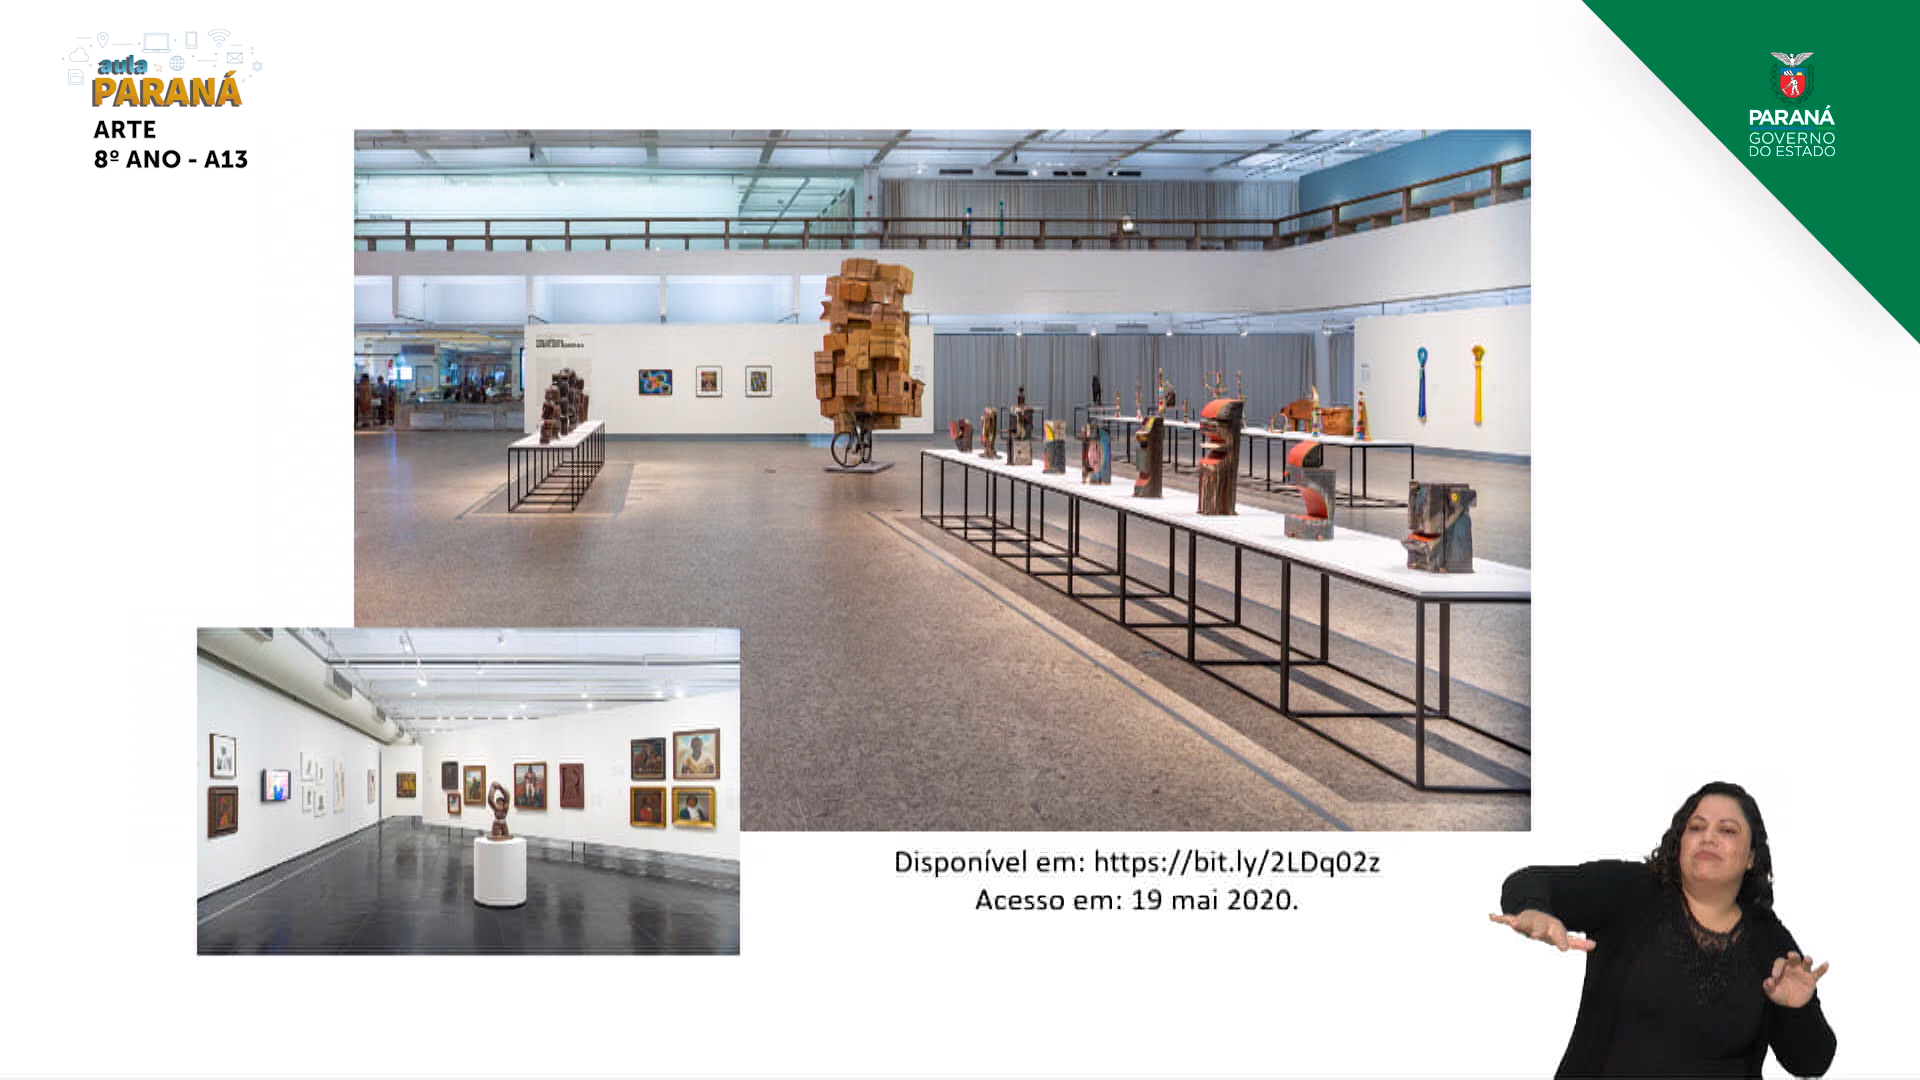 aula
PARANÁ
ARTE
8º ANO - A13
PARANÁ
GOVERNO
DO ESTADO
Disponível em: https://bit.ly/2LDq02z
Acesso em: 19 mai 2020.